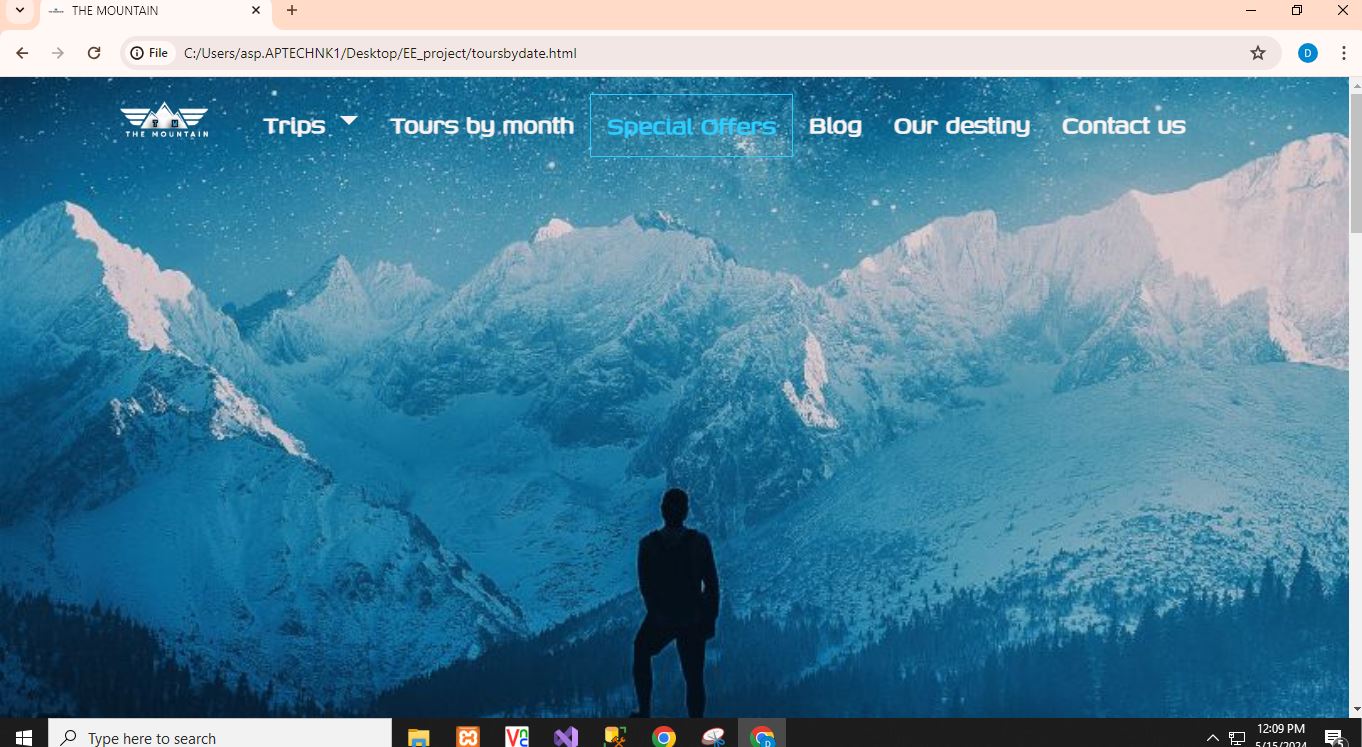 THE MOUNTAIN
File C:/Users/asp.APTECHNK1/Desktop/EE_project/toursbydate.html
D
T M
THE MOUNTAIN
Trips Tours by month Special Offers Blog Our destiny Contact us
Type here to search
12:09 PM
5/15/2024
5